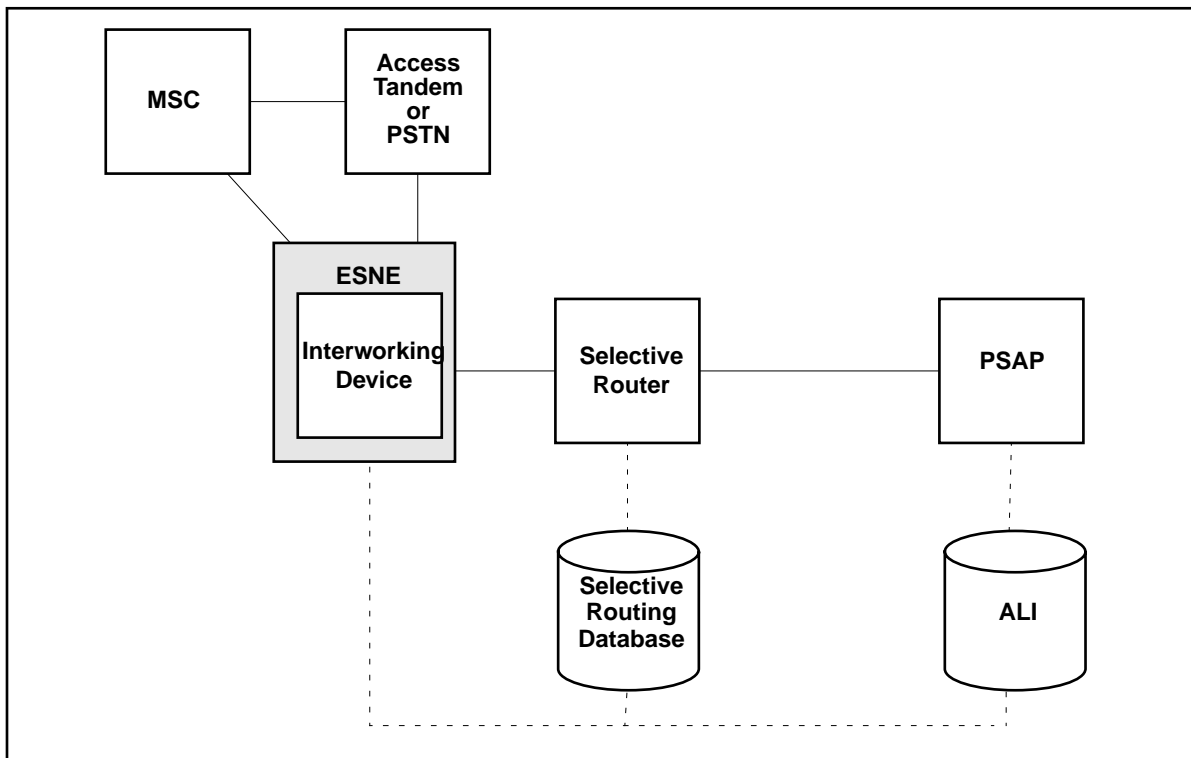 MSC
Access
Tandem
or
PSTN
ESNE
Interworking
Device
Selective
Router
PSAP
Selective
Routing
Database
ALI